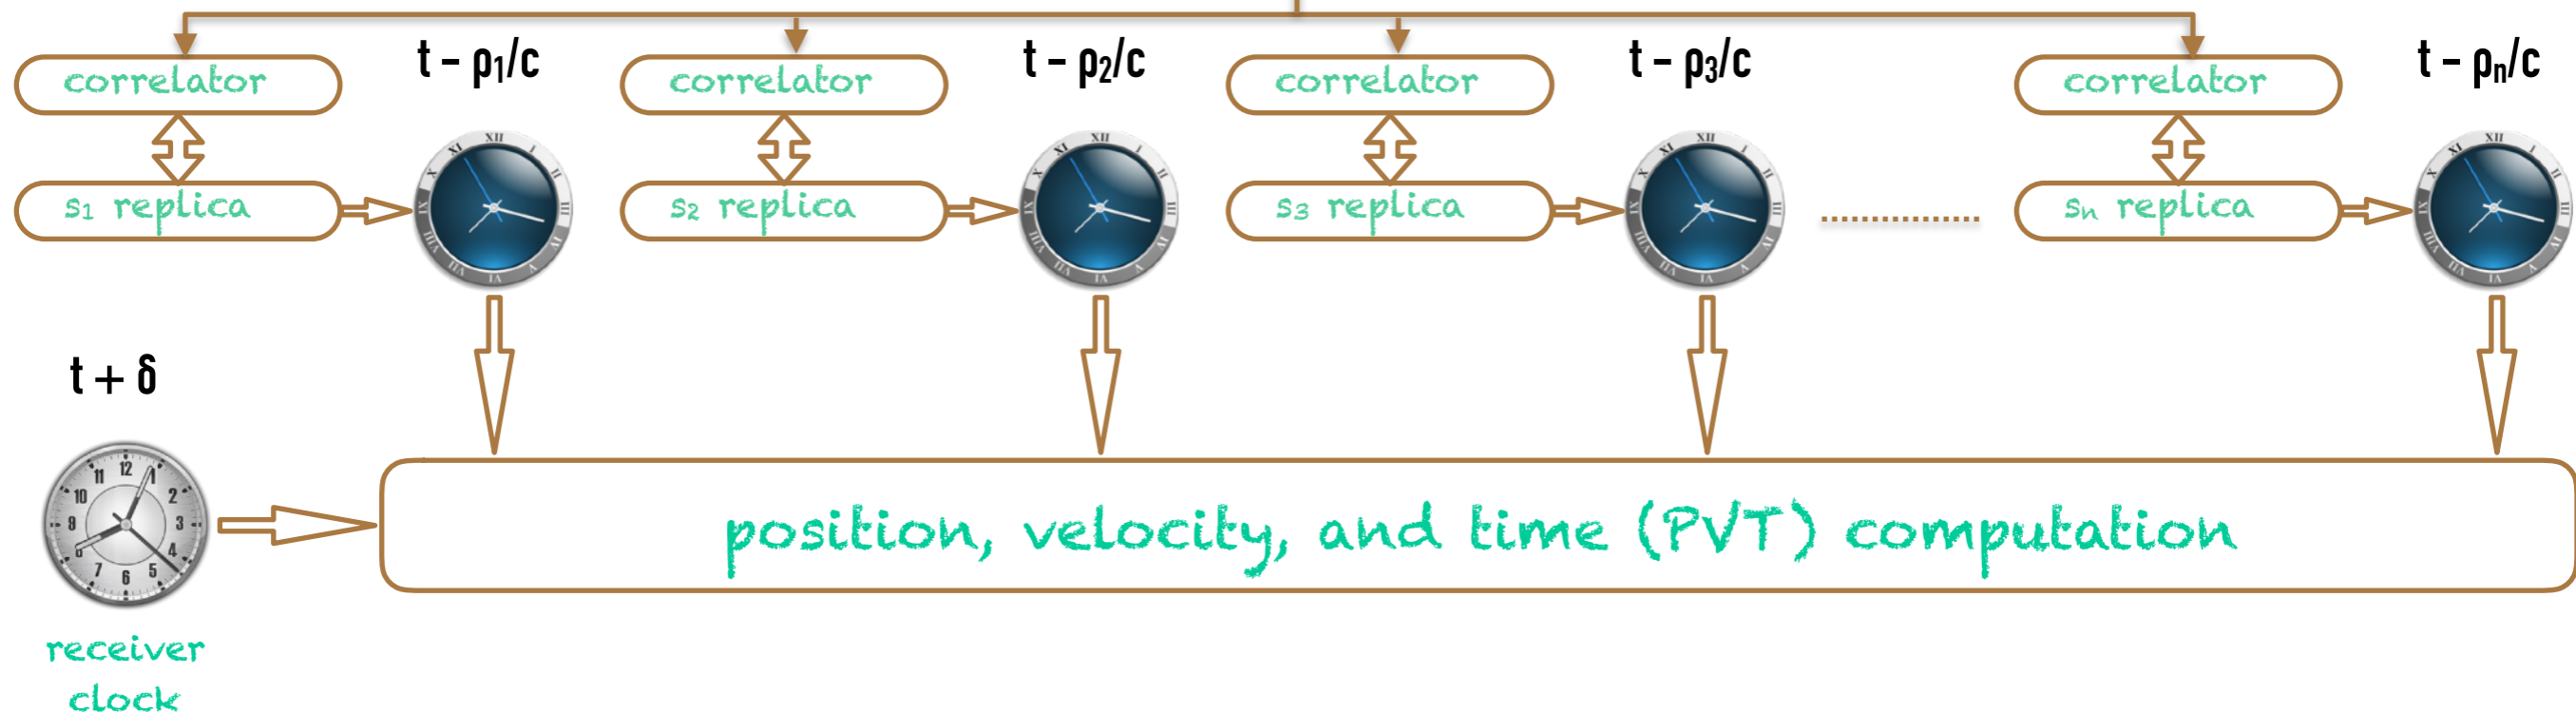 t - ρ₁/c
t - ρ₂/c
t - ρ₃/c
t - ρₙ/c
correlator
correlator
correlator
correlator
s₁ replica
s₂ replica
s₃ replica
sₙ replica
t + δ
position, velocity, and time (PVT) computation
receiver
clock